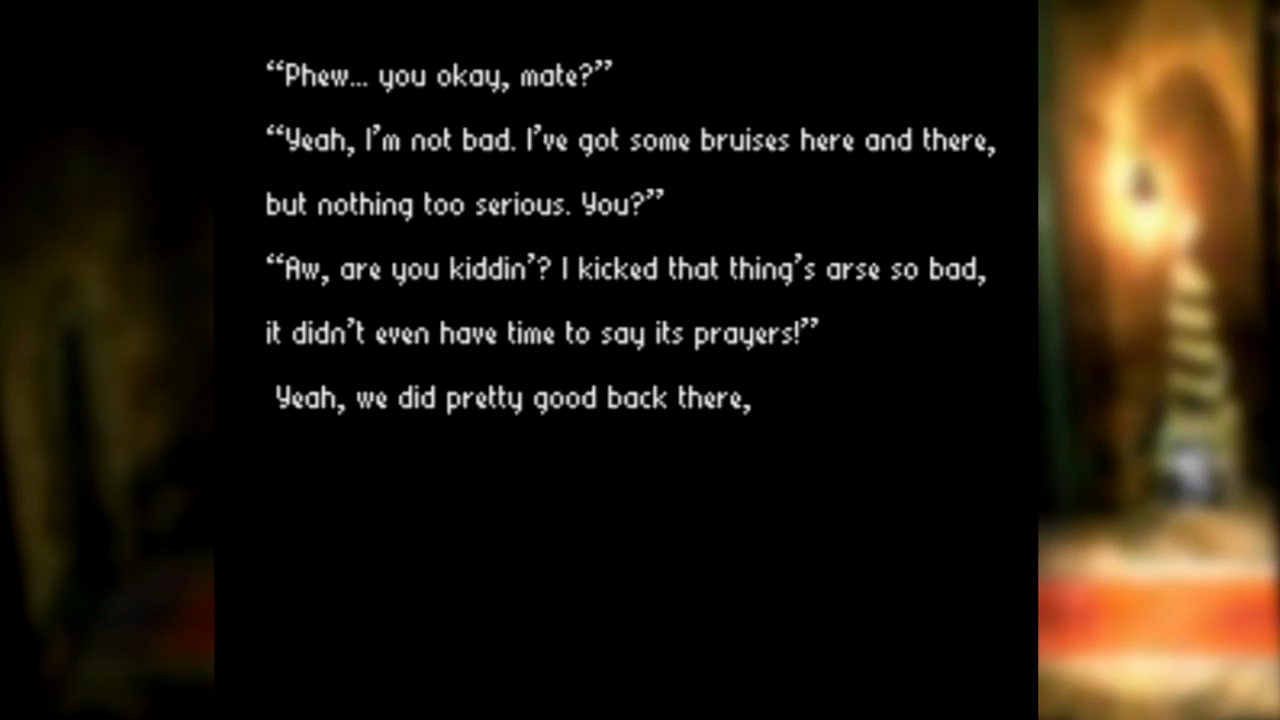 “Phew... you okay, mate?”
“Yeah, I’m not bad. I’ve got some bruises here and there,
but nothing too serious. You?”
“Aw, are you kiddin’? I kicked that thing’s arse so bad,
it didn’t even have time to say its prayers!”
Yeah, we did pretty good back there,